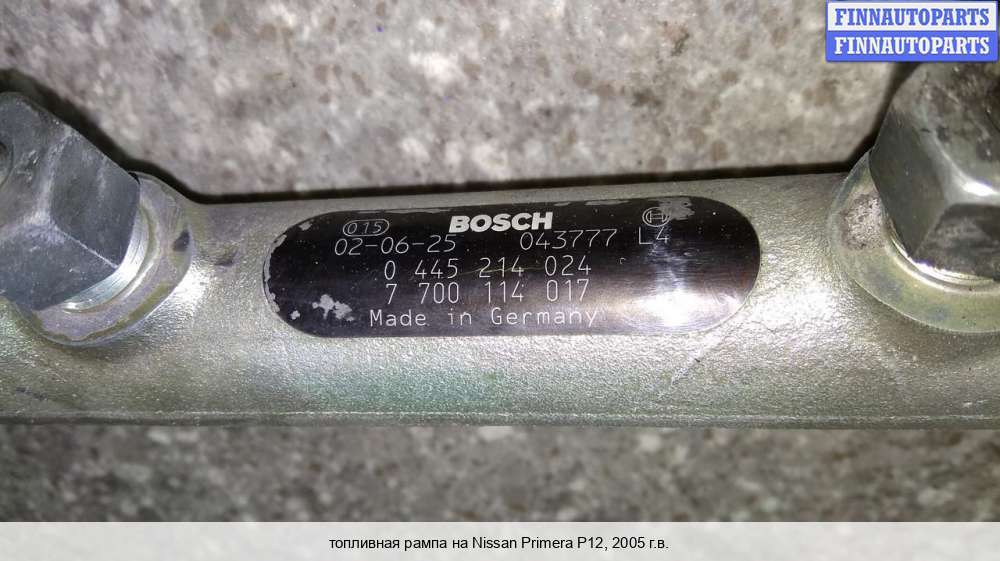 FINNAUTOPARTS
FINNAUTOPARTS
015 BOSCH
02-06-25 043777 L4
0 445 214 024
7 700 114 017
Made in Germany
топливная рампа на Nissan Primera P12, 2005 г.в.